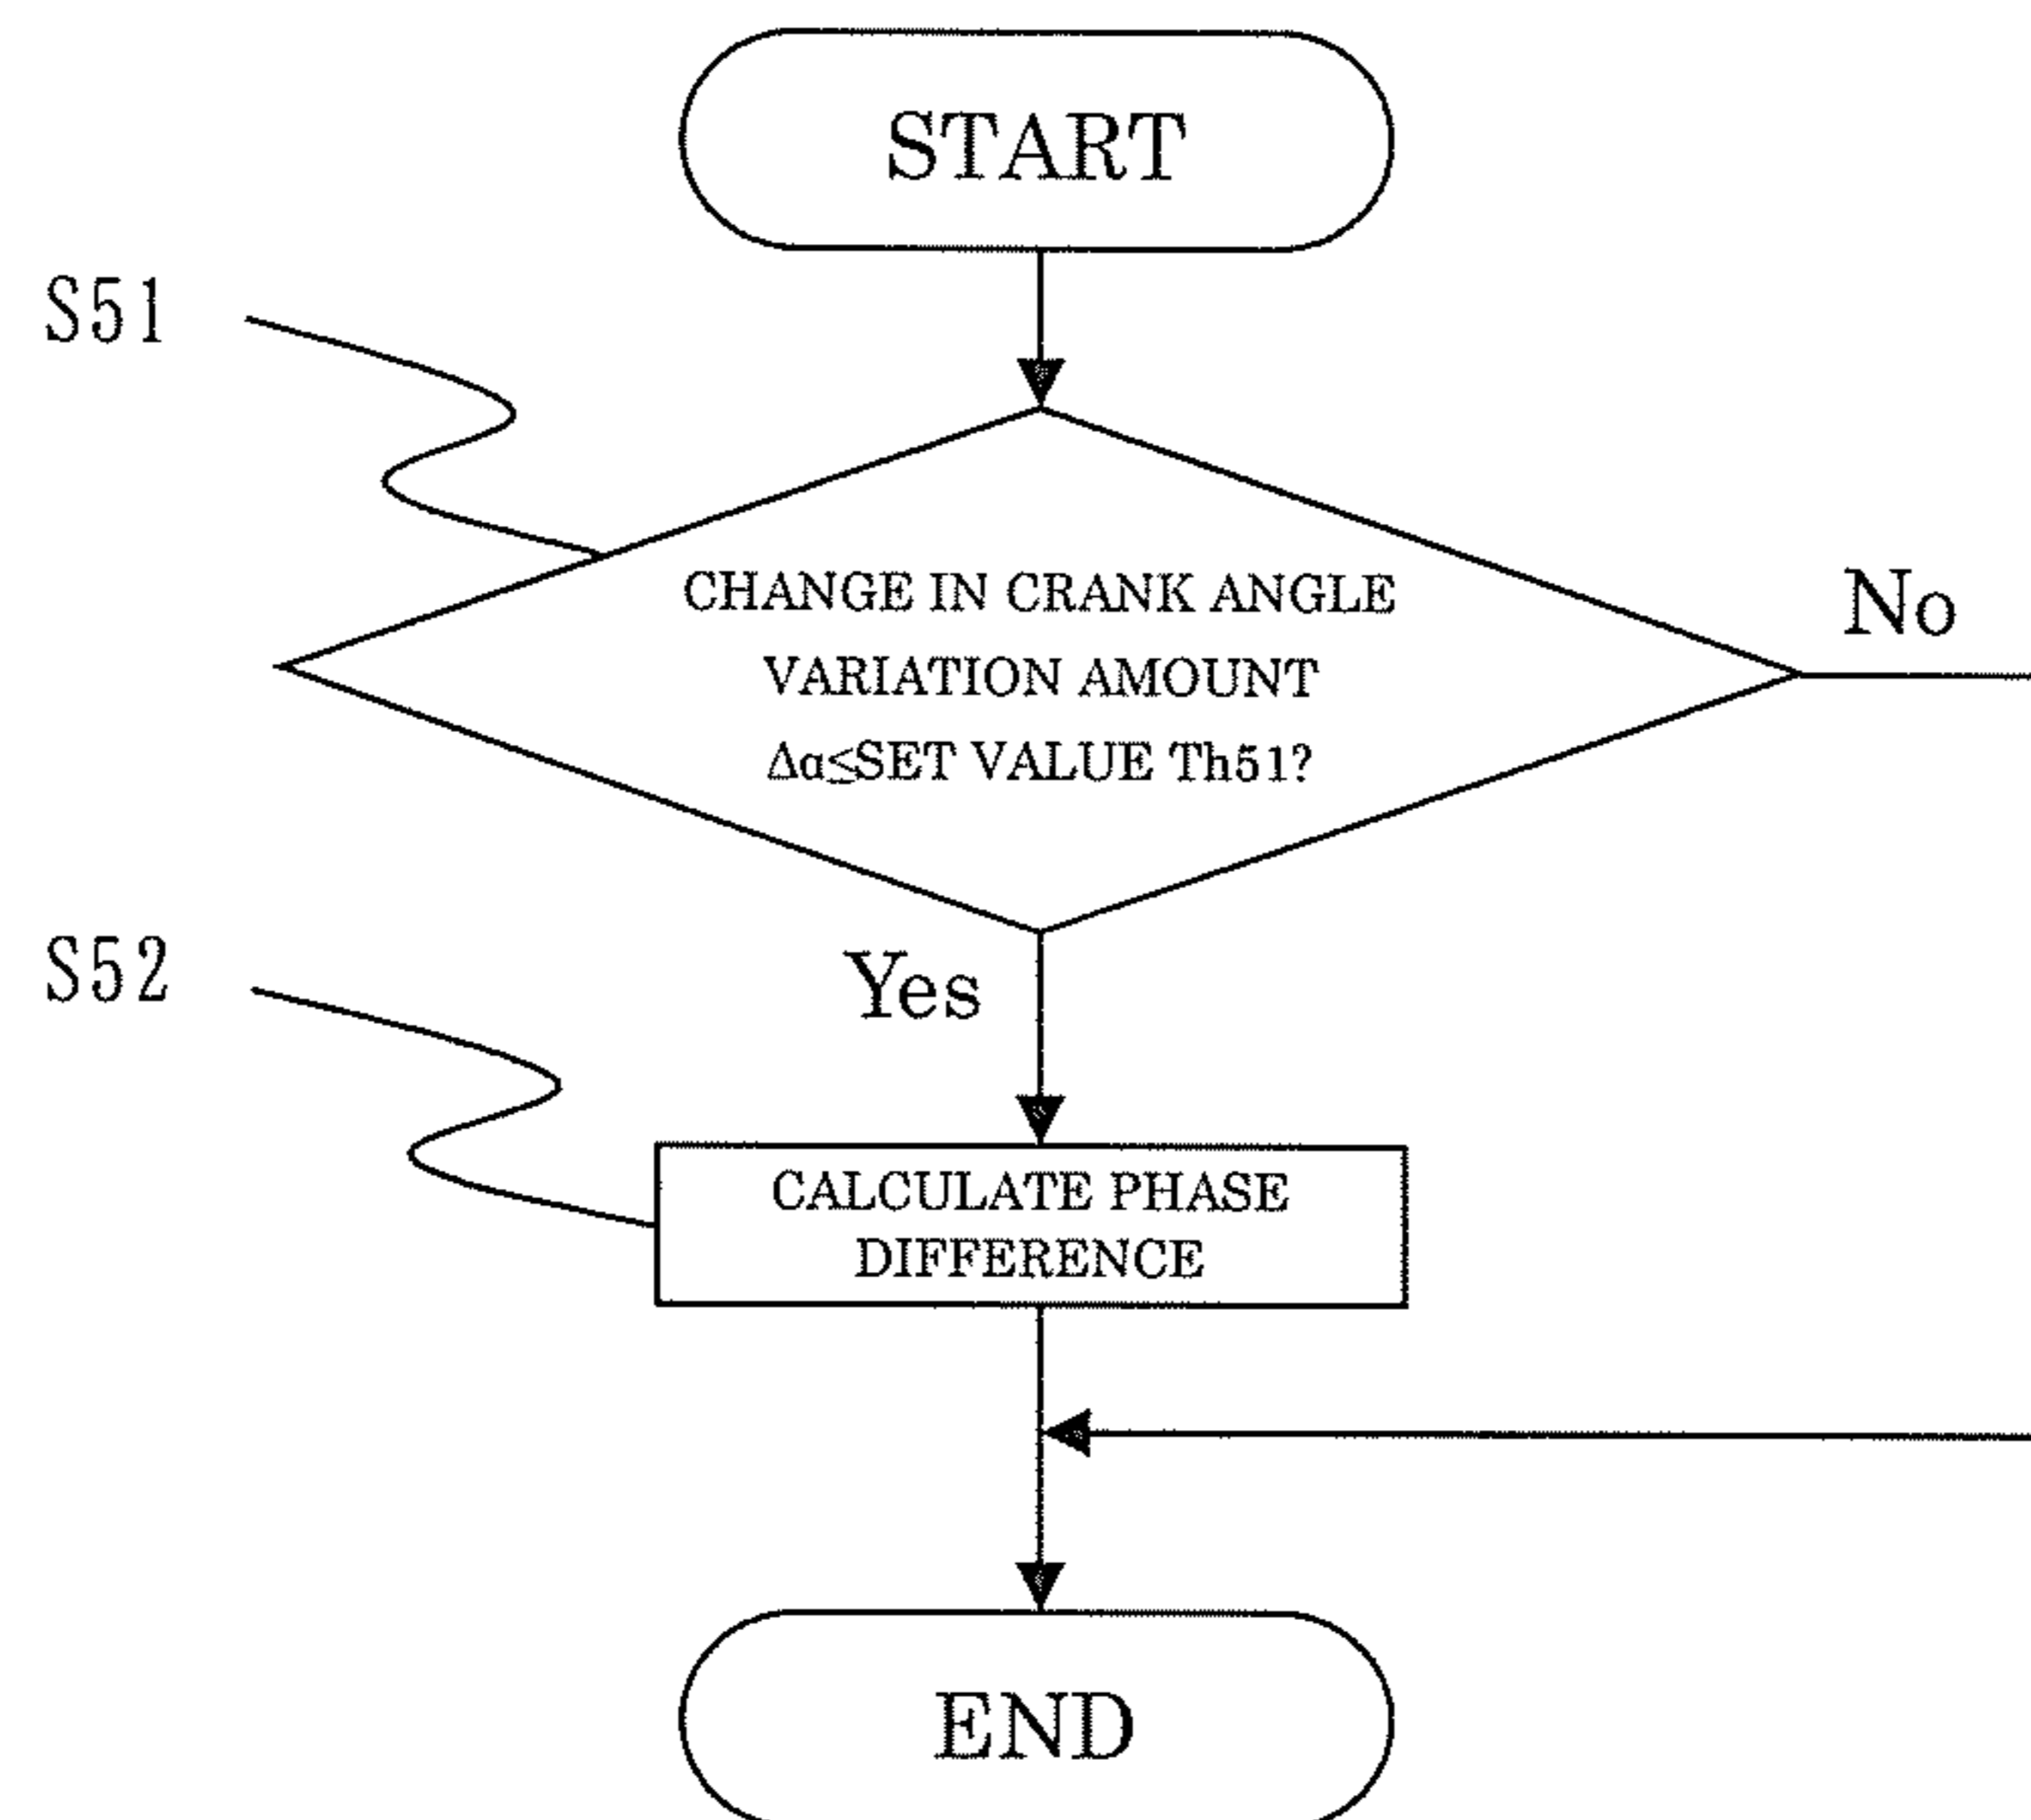 START
S51
CHANGE IN CRANK ANGLE
VARIATION AMOUNT
Δα≤SET VALUE Th51?
No
Yes
S52
CALCULATE PHASE
DIFFERENCE
END